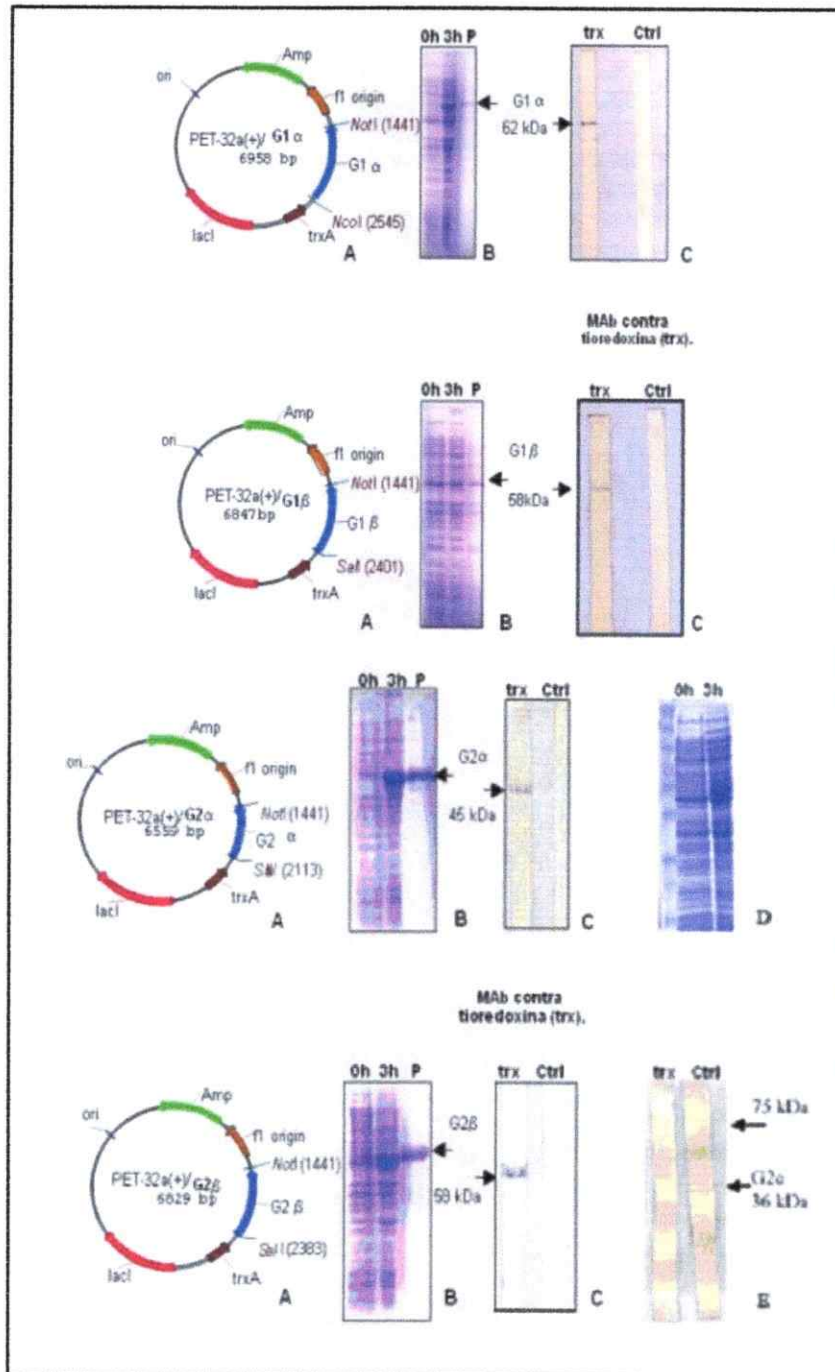 0h 3h P
trx Ctrl
Amp
ori
f1 origin
G1 α
NotI (1441)
62 kDa
PET-32a(+)/G1 α
6958 bp
G1 α
NcoI (2545)
lacI
trxA
A
B
C
MAb contra
tioredoxina (trx).
0h 3h P
trx Ctrl
Amp
ori
f1 origin
G1β
NotI (1441)
58kDa
PET-32a(+)/G1β
6847bp
G1 β
SalI (2401)
lacI
trxA
A
B
C
0h 3h P
trx Ctrl
0h 3h
Amp
ori
f1 origin
G2α
NotI (1441)
45 kDa
PET-32a(+)/G2α
6559 bp
G2 α
SalI (2113)
lacI
trxA
A
B
C
D
MAb contra
tioredoxina (trx).
0h 3h P
trx Ctrl
trx Ctrl
Amp
75 kDa
ori
f1 origin
G2β
NotI (1441)
58 kDa
G2α
36 kDa
PET-32a(+)/G2β
6829 bp
G2 β
SalI (2383)
lacI
trxA
A
B
C
E